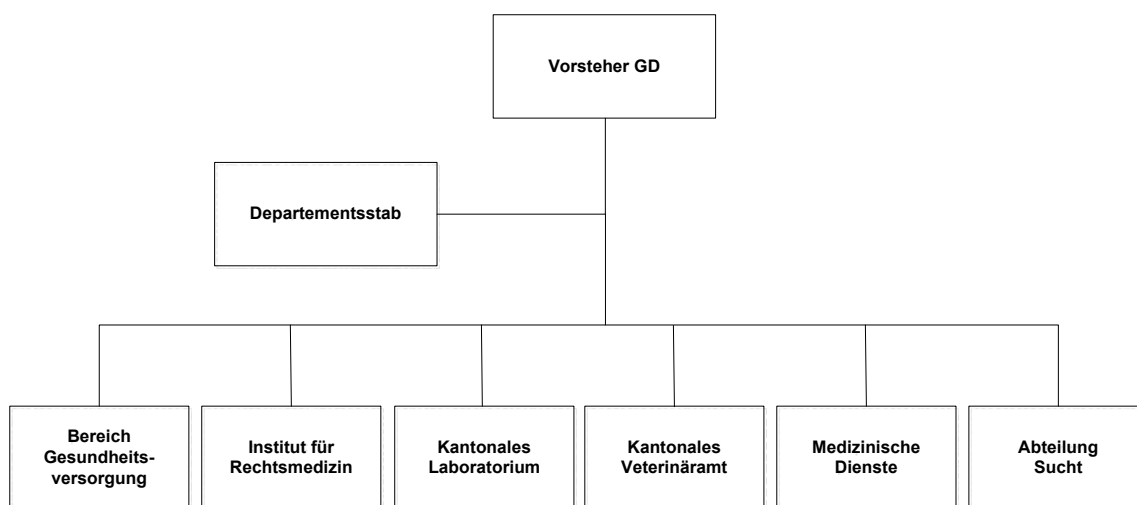 Vorsteher GD
Departementsstab
Bereich
Gesundheits-
versorgung
Institut für
Rechtsmedizin
Kantonales
Laboratorium
Kantonales
Veterinäramt
Medizinische
Dienste
Abteilung
Sucht